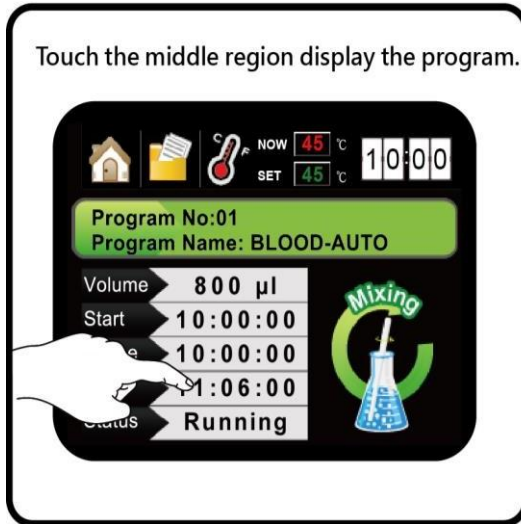 Touch the middle region display the program.
C F NOW 45 °C
SET 45 °C
10:00
Program No:01
Program Name: BLOOD-AUTO
Volume 800 µl
Start 10:00:00
10:00:00
1:06:00
Status Running
Mixing